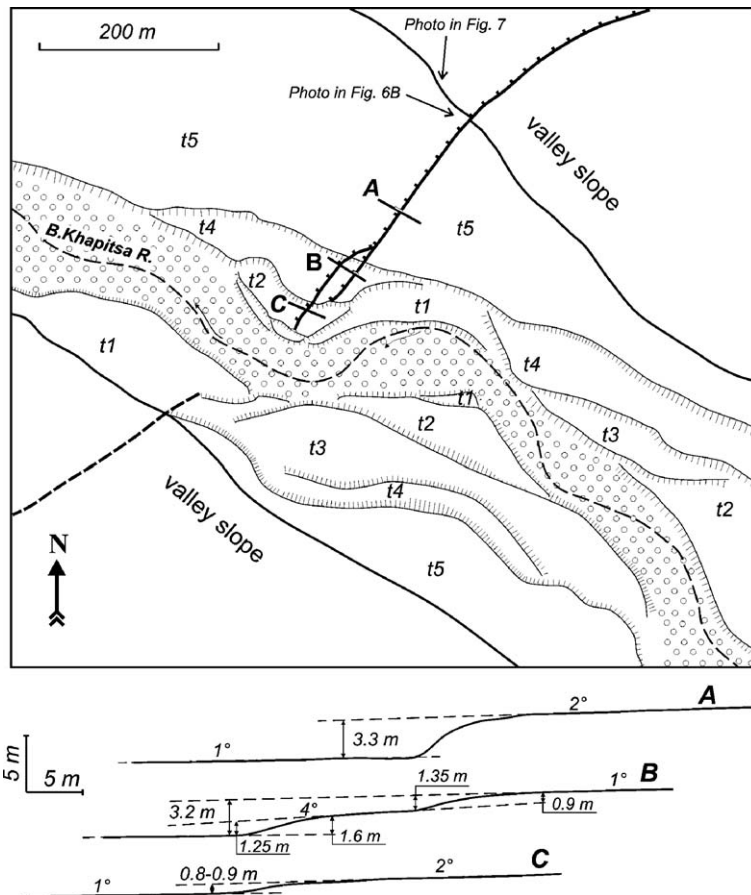 200 m
Photo in Fig. 7
Photo in Fig. 6B
t5
valley slope
A
t5
t4
B.Khapitsa R.
B
t2
C
t1
t1
t4
t1
t2
t3
t3
t4
t2
valley slope
t5
N
A
2°
3.3 m
1°
5 m
5 m
1.35 m
B
1°
3.2 m
4°
0.9 m
1.25 m
1.6 m
C
0.8-0.9 m
2°
1°